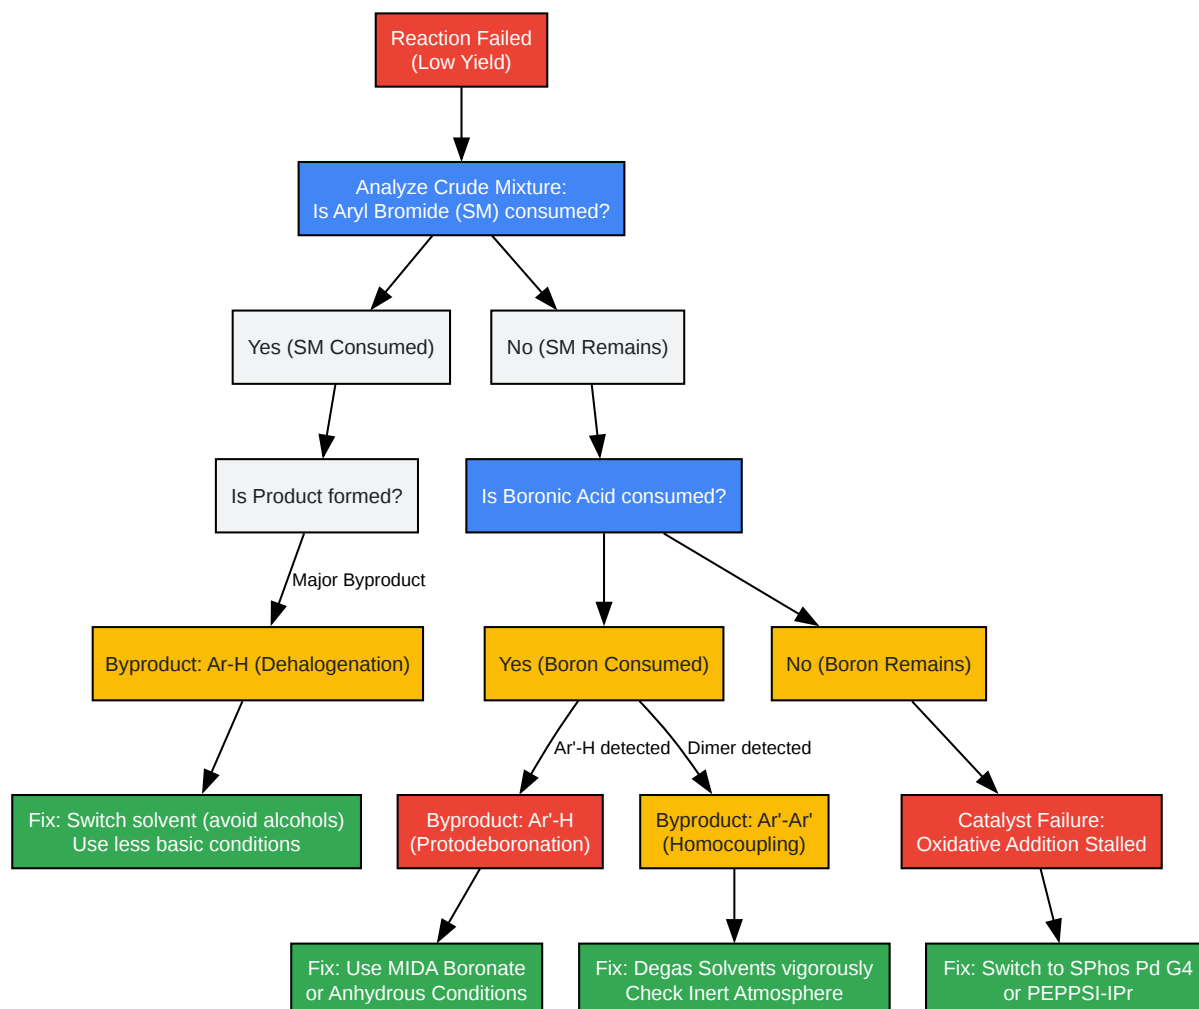 Reaction Failed
(Low Yield)
Analyze Crude Mixture:
Is Aryl Bromide (SM) consumed?
Yes (SM Consumed)
No (SM Remains)
Is Product formed?
Is Boronic Acid consumed?
Major Byproduct
Byproduct: Ar-H (Dehalogenation)
Yes (Boron Consumed)
No (Boron Remains)
Ar'-H detected
Dimer detected
Fix: Switch solvent (avoid alcohols)
Use less basic conditions
Byproduct: Ar'-H
(Protodeboronation)
Byproduct: Ar'-Ar'
(Homocoupling)
Catalyst Failure:
Oxidative Addition Stalled
Fix: Use MIDA Boronate
or Anhydrous Conditions
Fix: Degas Solvents vigorously
Check Inert Atmosphere
Fix: Switch to SPhos Pd G4
or PEPPSI-IPr